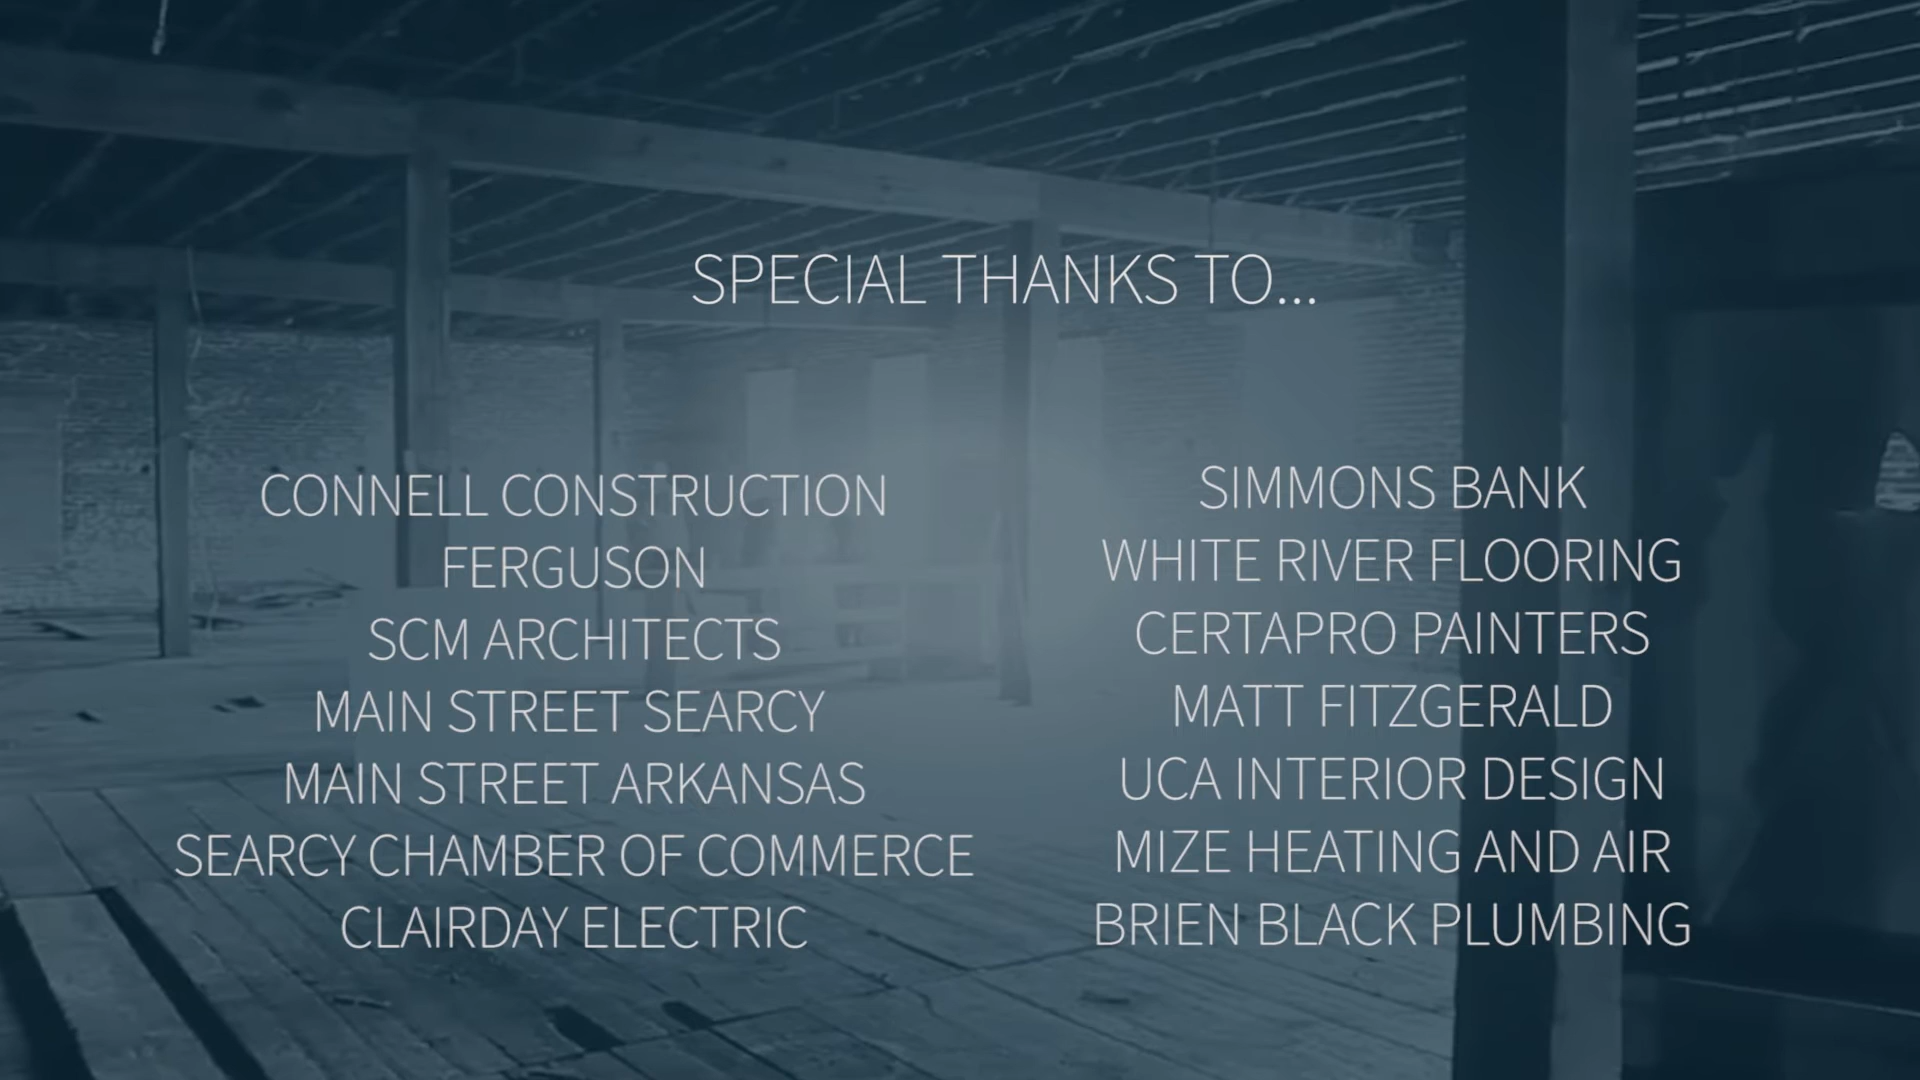 SPECIAL THANKS TO...
CONNELL CONSTRUCTION
FERGUSON
SCM ARCHITECTS
MAIN STREET SEARCY
MAIN STREET ARKANSAS
SEARCY CHAMBER OF COMMERCE
CLAIRDAY ELECTRIC
SIMMONS BANK
WHITE RIVER FLOORING
CERTAPRO PAINTERS
MATT FITZGERALD
UCA INTERIOR DESIGN
MIZE HEATING AND AIR
BRIEN BLACK PLUMBING